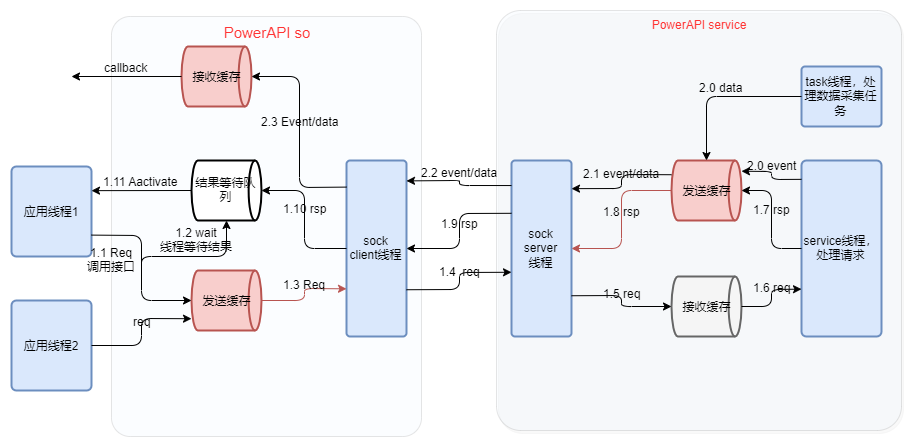 PowerAPI so
PowerAPI service
callback
接收缓存
2.3 Event/data
2.0 data
task线程，处
理数据采集任
务
1.11 Aactivate
结果等待队
列
2.2 event/data
2.1 event/data
发送缓存
2.0 event
应用线程1
1.10 rsp
1.9 rsp
1.8 rsp
1.7 rsp
1.2 wait
线程等待结果
1.1 Req
调用接口
sock
client线程
sock
server
线程
service线程，
处理请求
1.4 req
发送缓存
1.3 Req
1.5 req
接收缓存
1.6 req
req
应用线程2